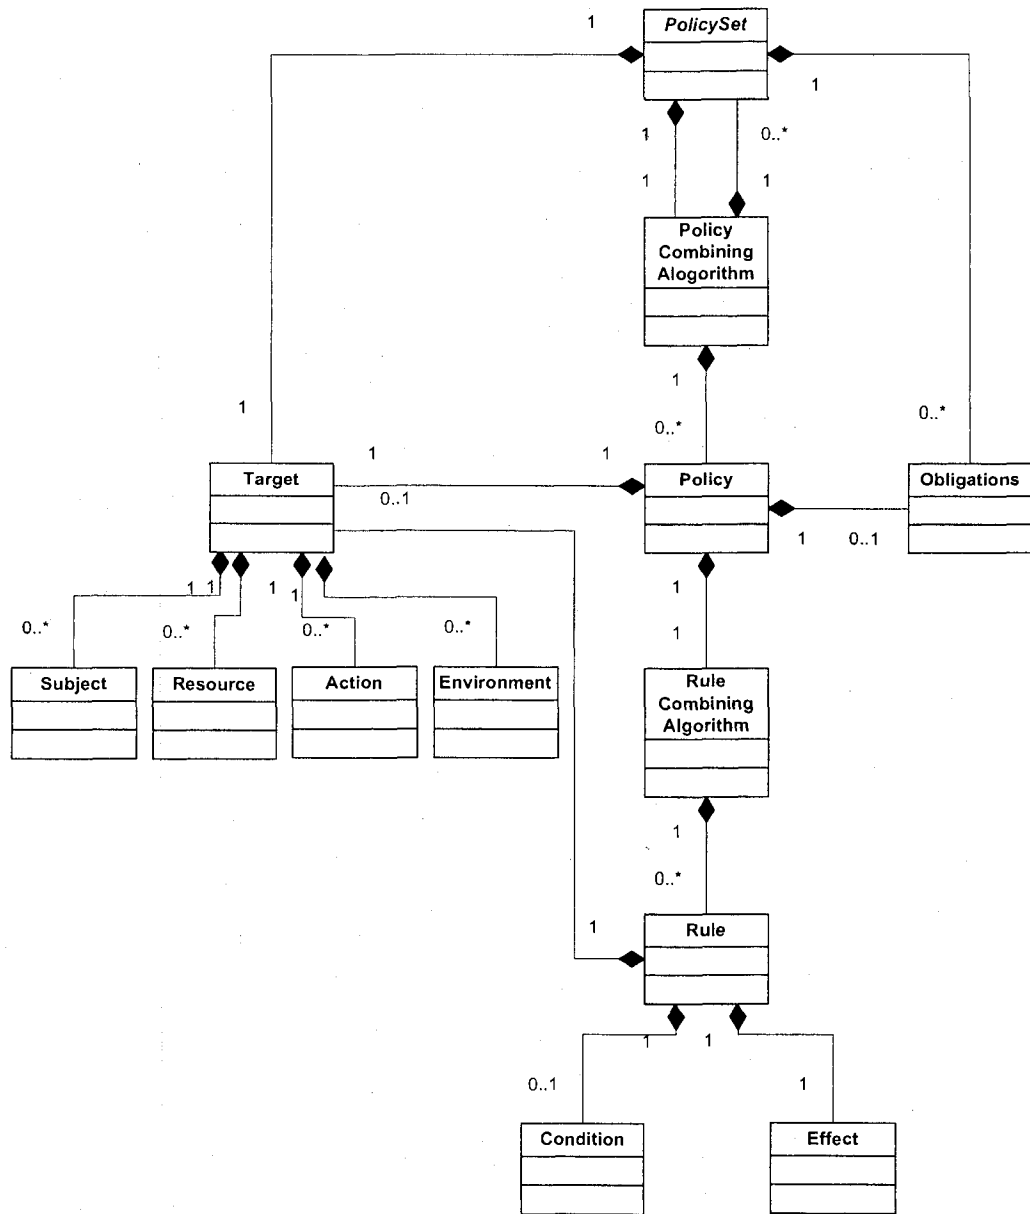 1
PolicySet
1
1
0..*
1
1
Policy
Combining
Alogorithm
1
1
0..*
0..*
1
1
Target
0..1
Policy
Obligations
1
0..1
1
1
1
1
1
0..*
0..*
0..*
0..*
1
Subject
Resource
Action
Environment
Rule
Combining
Algorithm
1
0..*
1
Rule
1
1
0..1
1
Condition
Effect